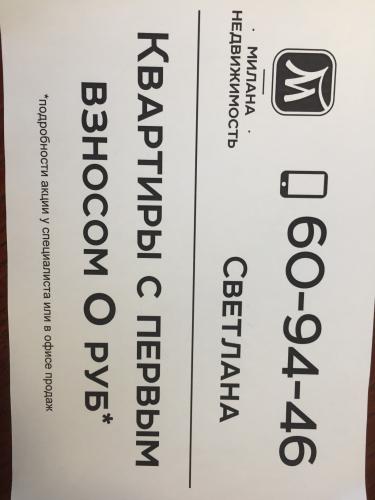 М
МИЛАНА
НЕДВИЖИМОСТЬ
60-94-46
СВЕТЛАНА
КВАРТИРЫ С ПЕРВЫМ
ВЗНОСОМ 0 РУБ*
*подробности акции у специалиста или в офисе продаж